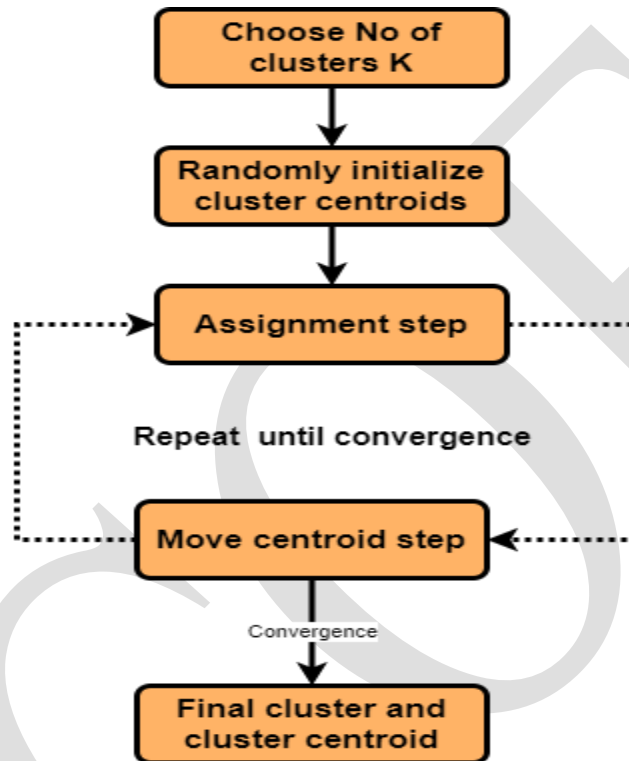 Choose No of
clusters K
Randomly initialize
cluster centroids
Assignment step
Repeat until convergence
Move centroid step
Convergence
Final cluster and
cluster centroid